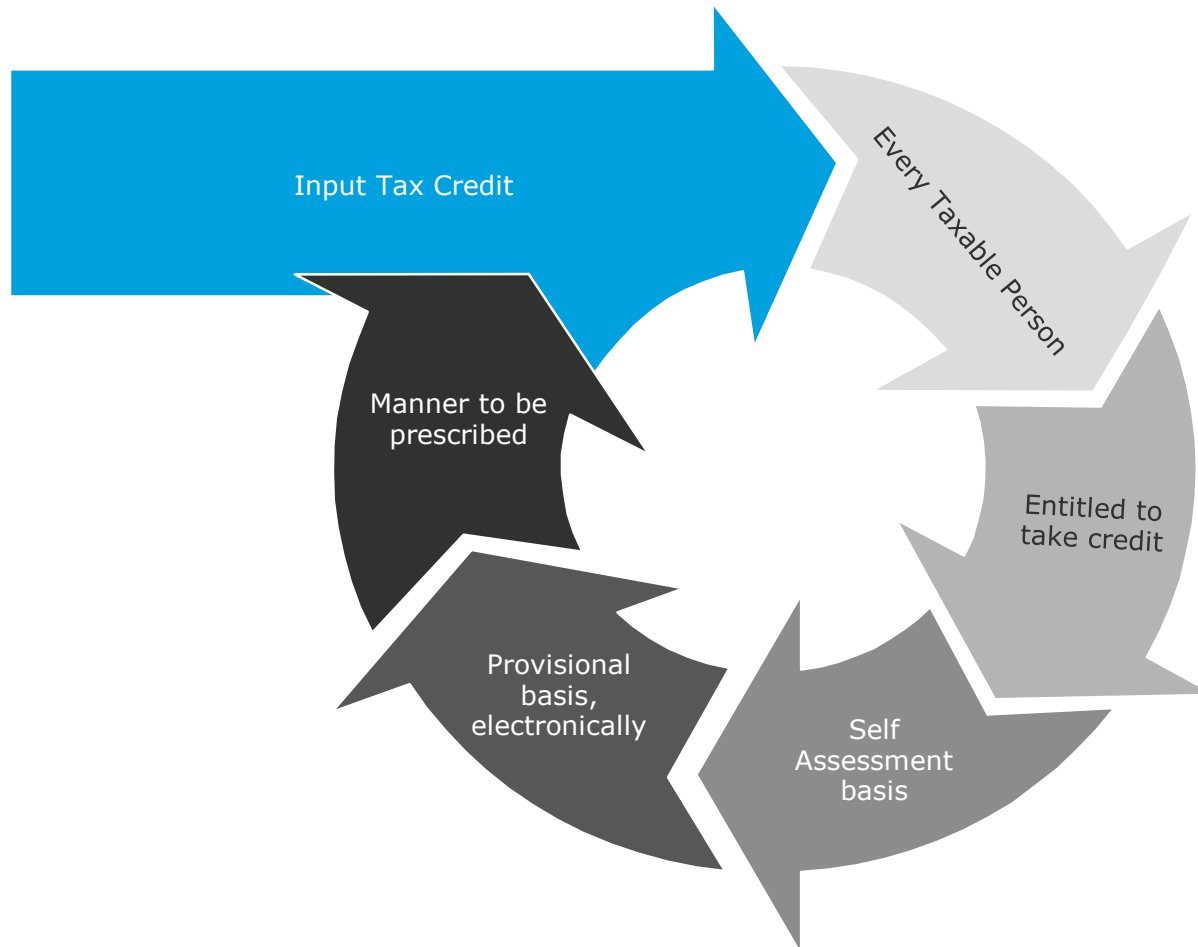 Input Tax Credit
Every Taxable Person
Entitled to
take credit
Self
Assessment
basis
Provisional
basis,
electronically
Manner to be
prescribed